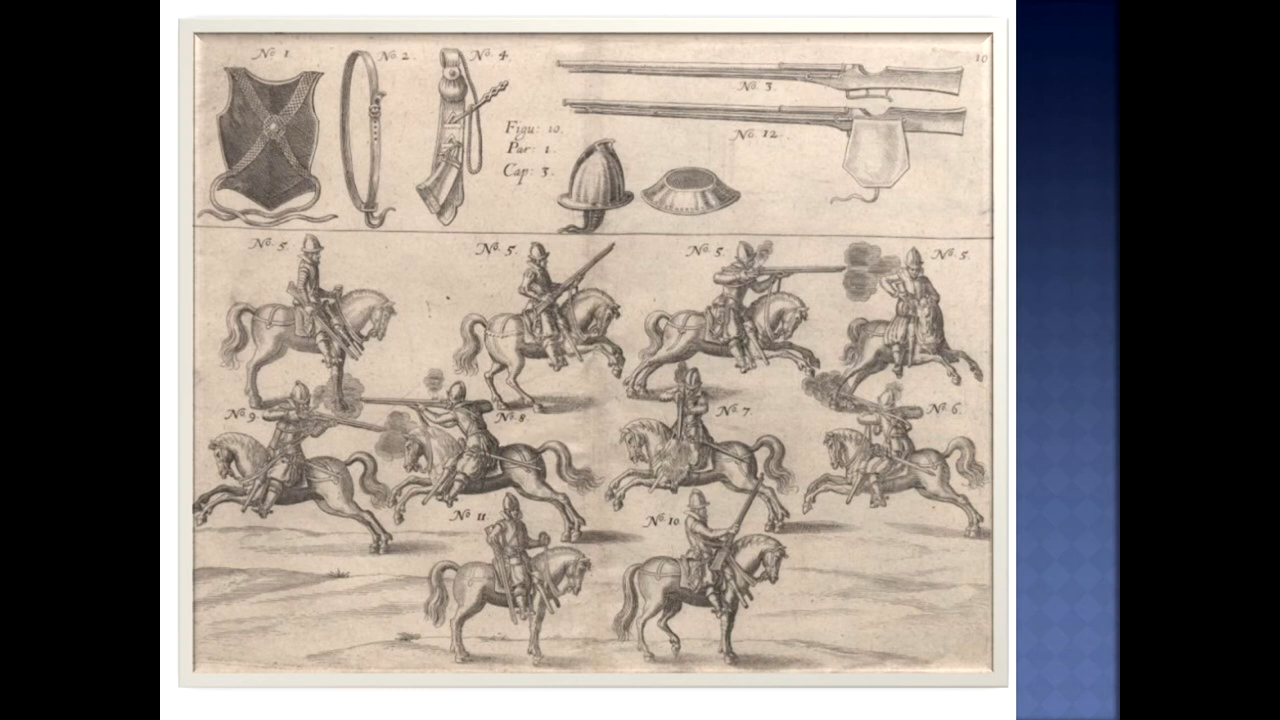 No. 1.
No. 2.
No. 4.
No. 3.
10
Figu: 10.
Par: 1.
Cap: 3.
No. 12.
No. 5.
No. 5.
No. 5.
No. 5.
No. 9.
No. 8.
No. 7.
No. 6.
No. 11.
No. 10.